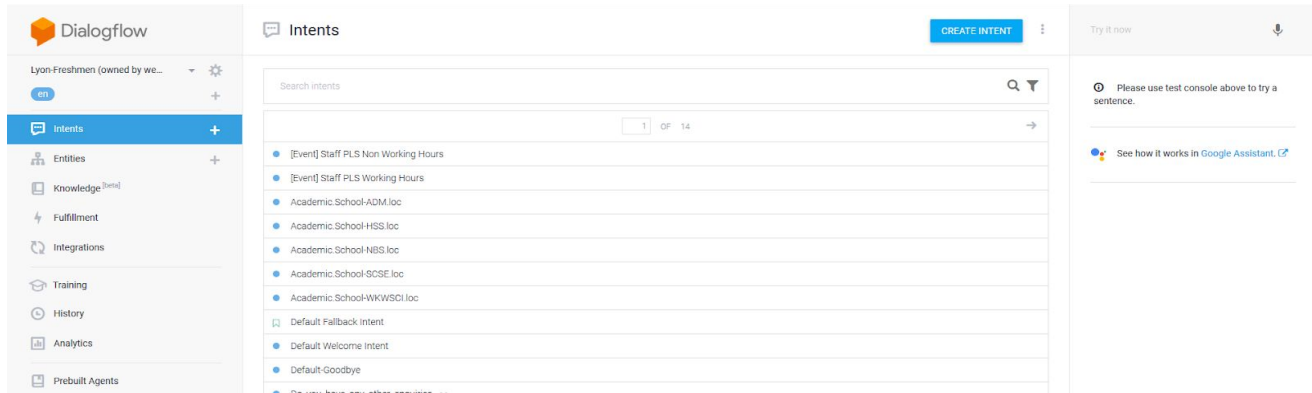 Dialogflow
Lyon-Freshmen (owned by we...
en
Intents
Entities
Knowledge [beta]
Fulfillment
Integrations
Training
History
Analytics
Prebuilt Agents
Intents
CREATE INTENT
Search intents
1 OF 14
[Event] Staff PLS Non Working Hours
[Event] Staff PLS Working Hours
Academic.School-ADM.loc
Academic.School-HSS.loc
Academic.School-NBS.loc
Academic.School-SCSE.loc
Academic.School-WKWSCI.loc
Default Fallback Intent
Default Welcome Intent
Default-Goodbye
Try it now
Please use test console above to try a
sentence.
See how it works in Google Assistant.